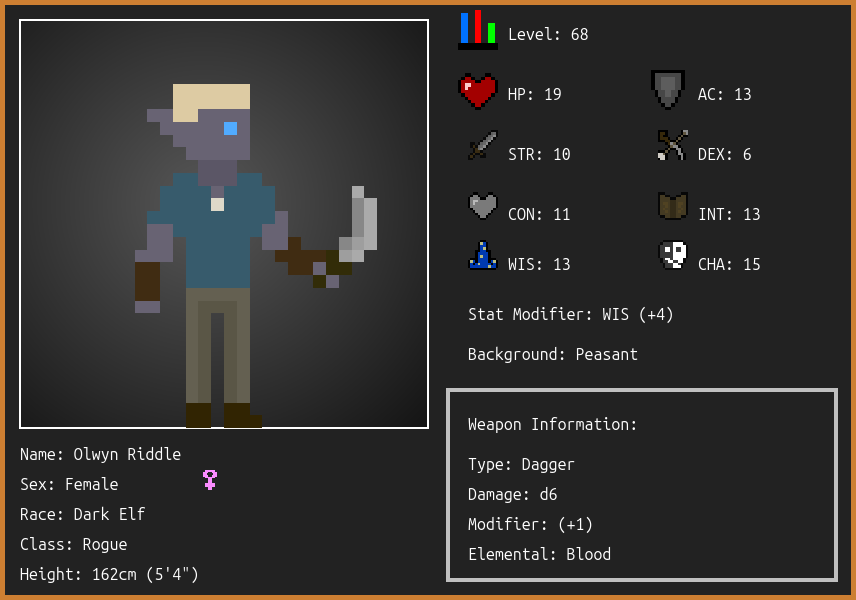 Level: 68
HP: 19
AC: 13
STR: 10
DEX: 6
CON: 11
INT: 13
WIS: 13
CHA: 15
Stat Modifier: WIS (+4)
Background: Peasant
Weapon Information:
Type: Dagger
Damage: d6
Modifier: (+1)
Elemental: Blood
Name: Olwyn Riddle
Sex: Female
Race: Dark Elf
Class: Rogue
Height: 162cm (5'4")